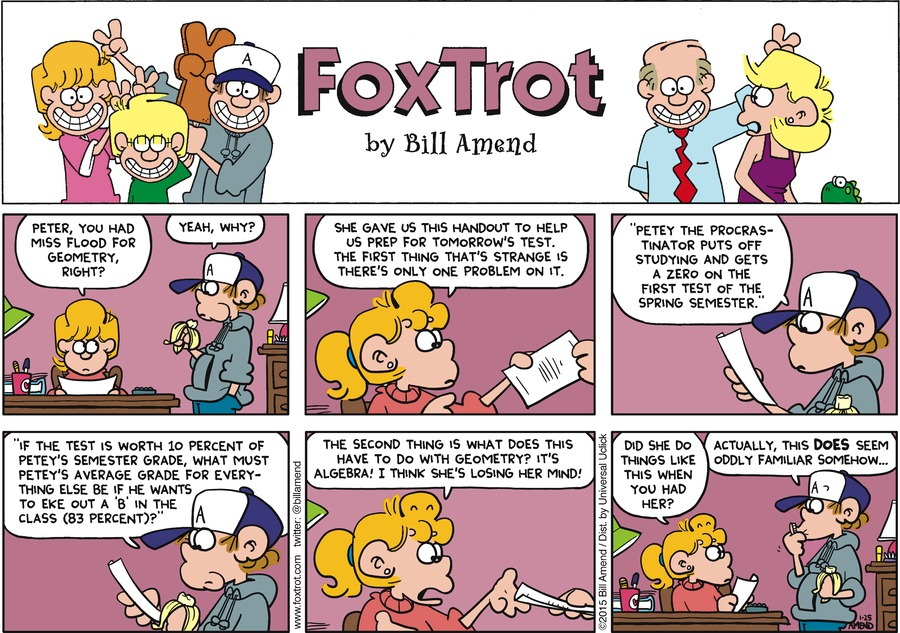 A
FOXTROT
by Bill Amend
PETER, YOU HAD
MISS FLOOD FOR
GEOMETRY,
RIGHT?
YEAH, WHY?
A
SHE GAVE US THIS HANDOUT TO HELP
US PREP FOR TOMORROW'S TEST.
THE FIRST THING THAT'S STRANGE IS
THERE'S ONLY ONE PROBLEM ON IT.
"PETEY THE PROCRAS-
TINATOR PUTS OFF
STUDYING AND GETS
A ZERO ON THE
FIRST TEST OF THE
SPRING SEMESTER."
A
"IF THE TEST IS WORTH 10 PERCENT OF
PETEY'S SEMESTER GRADE, WHAT MUST
PETEY'S AVERAGE GRADE FOR EVERY-
THING ELSE BE IF HE WANTS
TO EKE OUT A 'B' IN THE
CLASS (83 PERCENT)?"
A
www.foxtrot.com twitter: @billamend
THE SECOND THING IS WHAT DOES THIS
HAVE TO DO WITH GEOMETRY? IT'S
ALGEBRA! I THINK SHE'S LOSING HER MIND!
©2015 Bill Amend / Dist. by Universal Uclick
DID SHE DO
THINGS LIKE
THIS WHEN
YOU HAD
HER?
ACTUALLY, THIS DOES SEEM
ODDLY FAMILIAR SOMEHOW...
A
1-25
AMEND